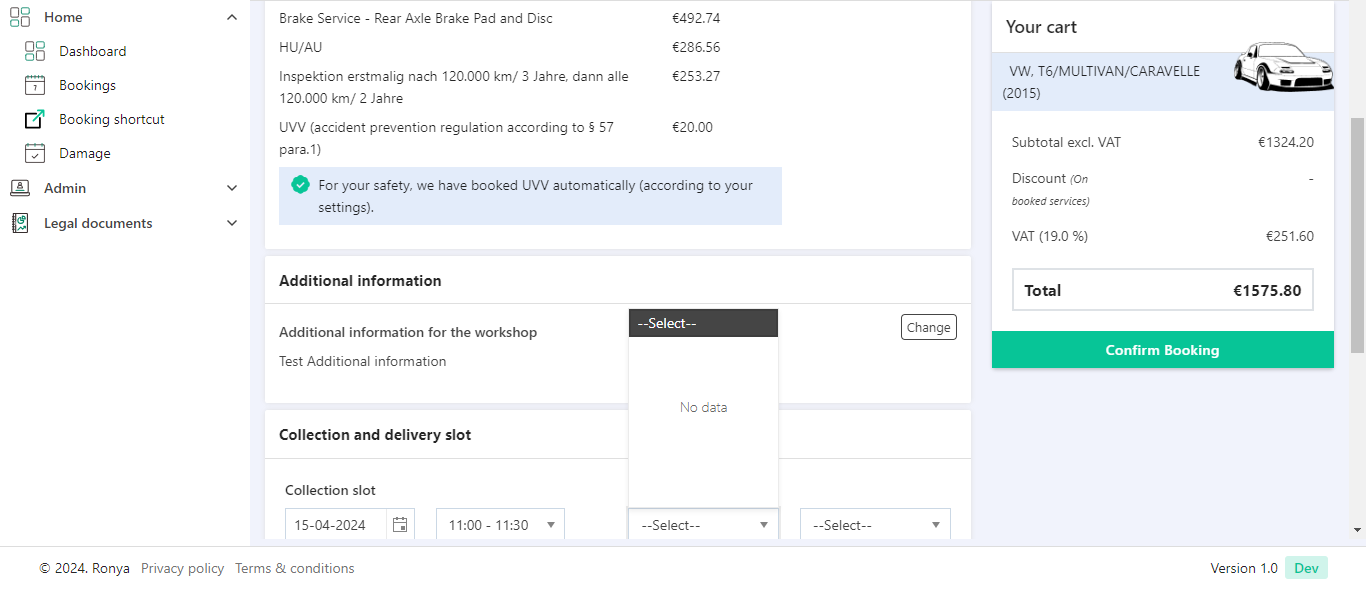 Home
Dashboard
7
Bookings
Booking shortcut
Damage
Admin
Legal documents
Brake Service - Rear Axle Brake Pad and Disc €492.74
HU/AU €286.56
Inspektion erstmalig nach 120.000 km/ 3 Jahre, dann alle €253.27
120.000 km/ 2 Jahre
UVV (accident prevention regulation according to § 57 €20.00
para.1)
For your safety, we have booked UVV automatically (according to your
settings).
Additional information
Additional information for the workshop
Change
Test Additional information
--Select--
No data
Collection and delivery slot
Collection slot
15-04-2024 11:00 - 11:30 --Select-- --Select--
Your cart
VW, T6/MULTIVAN/CARAVELLE
(2015)
Subtotal excl. VAT €1324.20
Discount (On -
booked services)
VAT (19.0 %) €251.60
Total €1575.80
Confirm Booking
© 2024. Ronya Privacy policy Terms & conditions Version 1.0 Dev